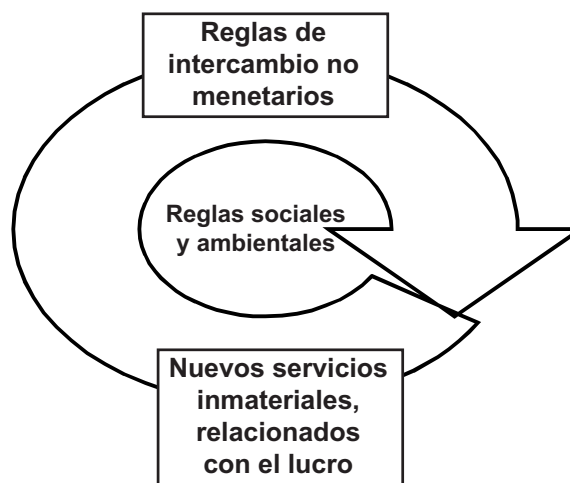 Reglas de
intercambio no
menetarios
Reglas sociales
y ambientales
Nuevos servicios
inmateriales,
relacionados
con el lucro